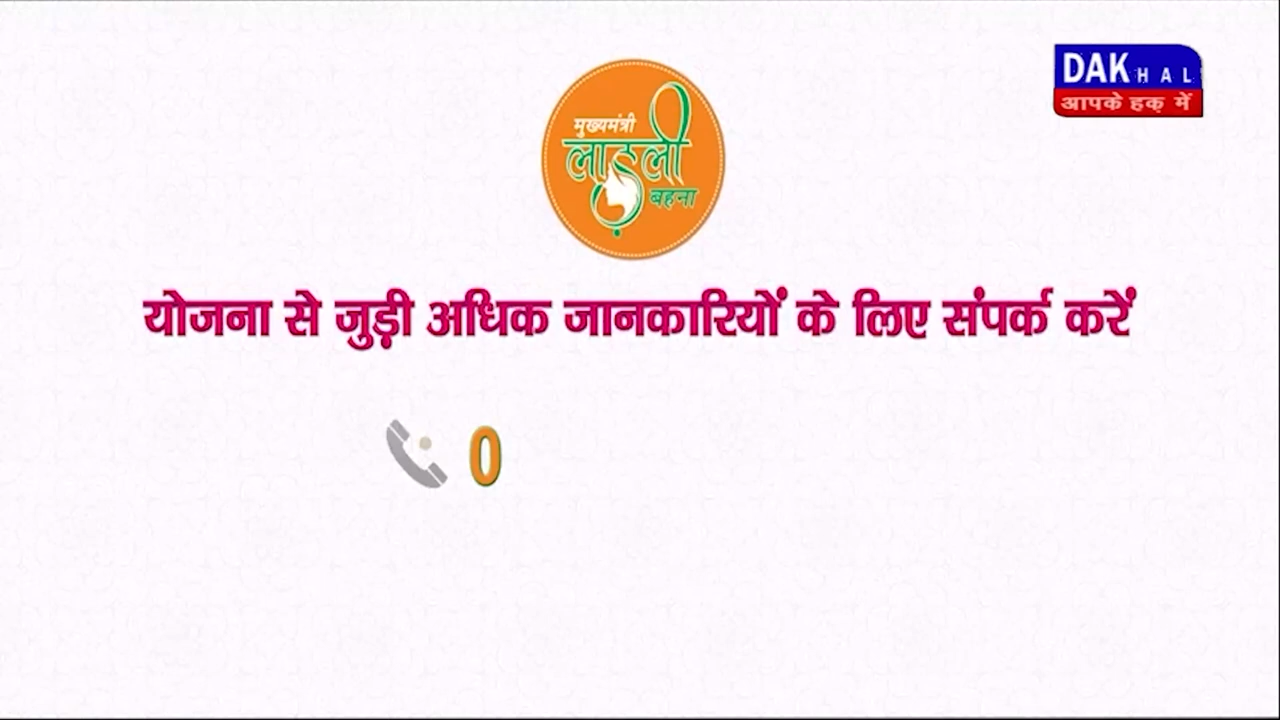 DAKHAL
आपके हक में
मुख्यमंत्री
लाड़ली
बहना
योजना से जुड़ी अधिक जानकारियों के लिए संपर्क करें
0